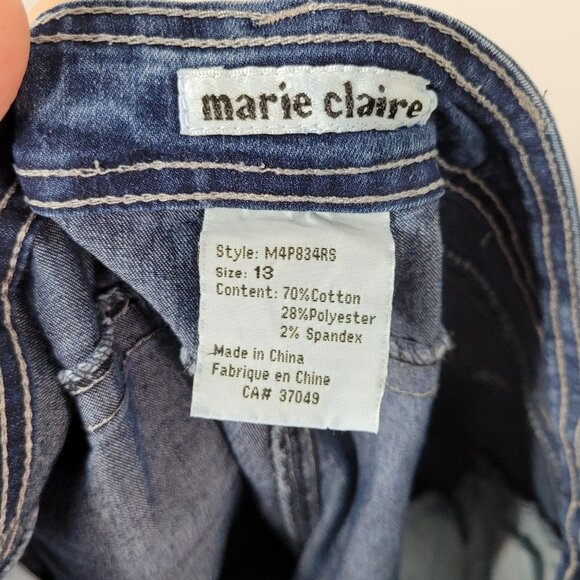 marie claire
Style: M4P834RS
Size: 13
Content: 70%Cotton
28%Polyester
2% Spandex
Made in China
Fabrique en Chine
CA# 37049